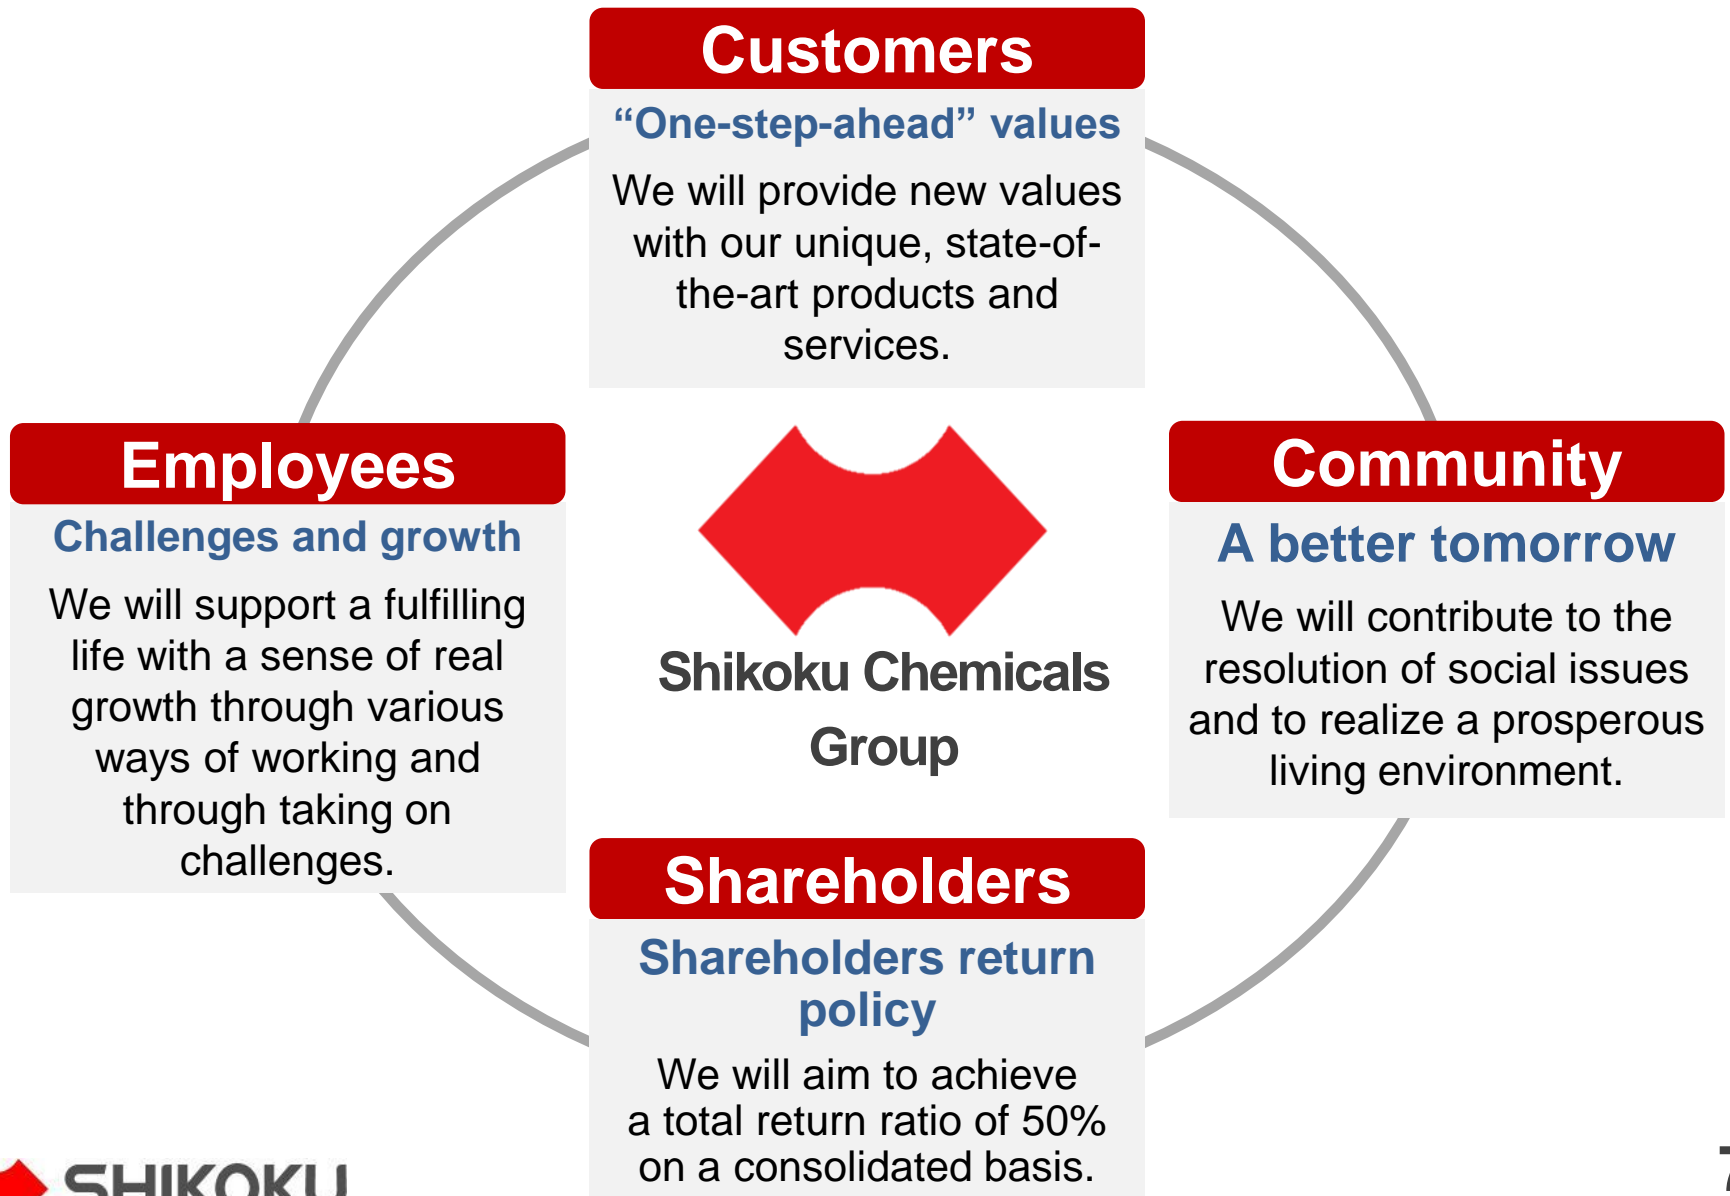 Customers
“One-step-ahead” values
We will provide new values
with our unique, state-of-
the-art products and
services.
Employees
Challenges and growth
We will support a fulfilling
life with a sense of real
growth through various
ways of working and
through taking on
challenges.
Shikoku Chemicals
Group
Community
A better tomorrow
We will contribute to the
resolution of social issues
and to realize a prosperous
living environment.
Shareholders
Shareholders return
policy
We will aim to achieve
a total return ratio of 50%
on a consolidated basis.
SHIKOKU